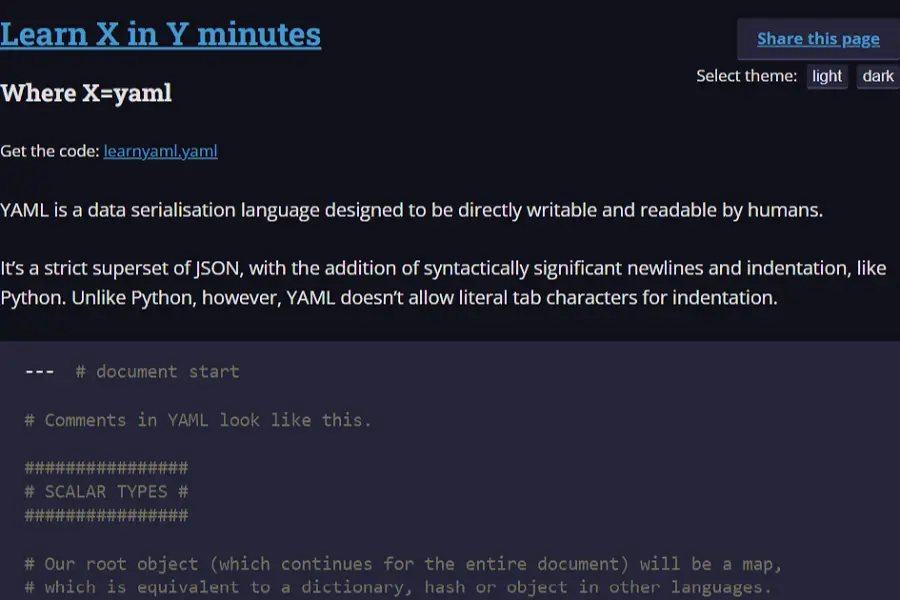 Learn X in Y minutes
Share this page
Select theme: light dark
Where X=yaml
Get the code: learnyaml.yaml
YAML is a data serialisation language designed to be directly writable and readable by humans.
It’s a strict superset of JSON, with the addition of syntactically significant newlines and indentation, like
Python. Unlike Python, however, YAML doesn’t allow literal tab characters for indentation.
---  # document start
# Comments in YAML look like this.
################
# SCALAR TYPES #
################
# Our root object (which continues for the entire document) will be a map,
# which is equivalent to a dictionary, hash or object in other languages.